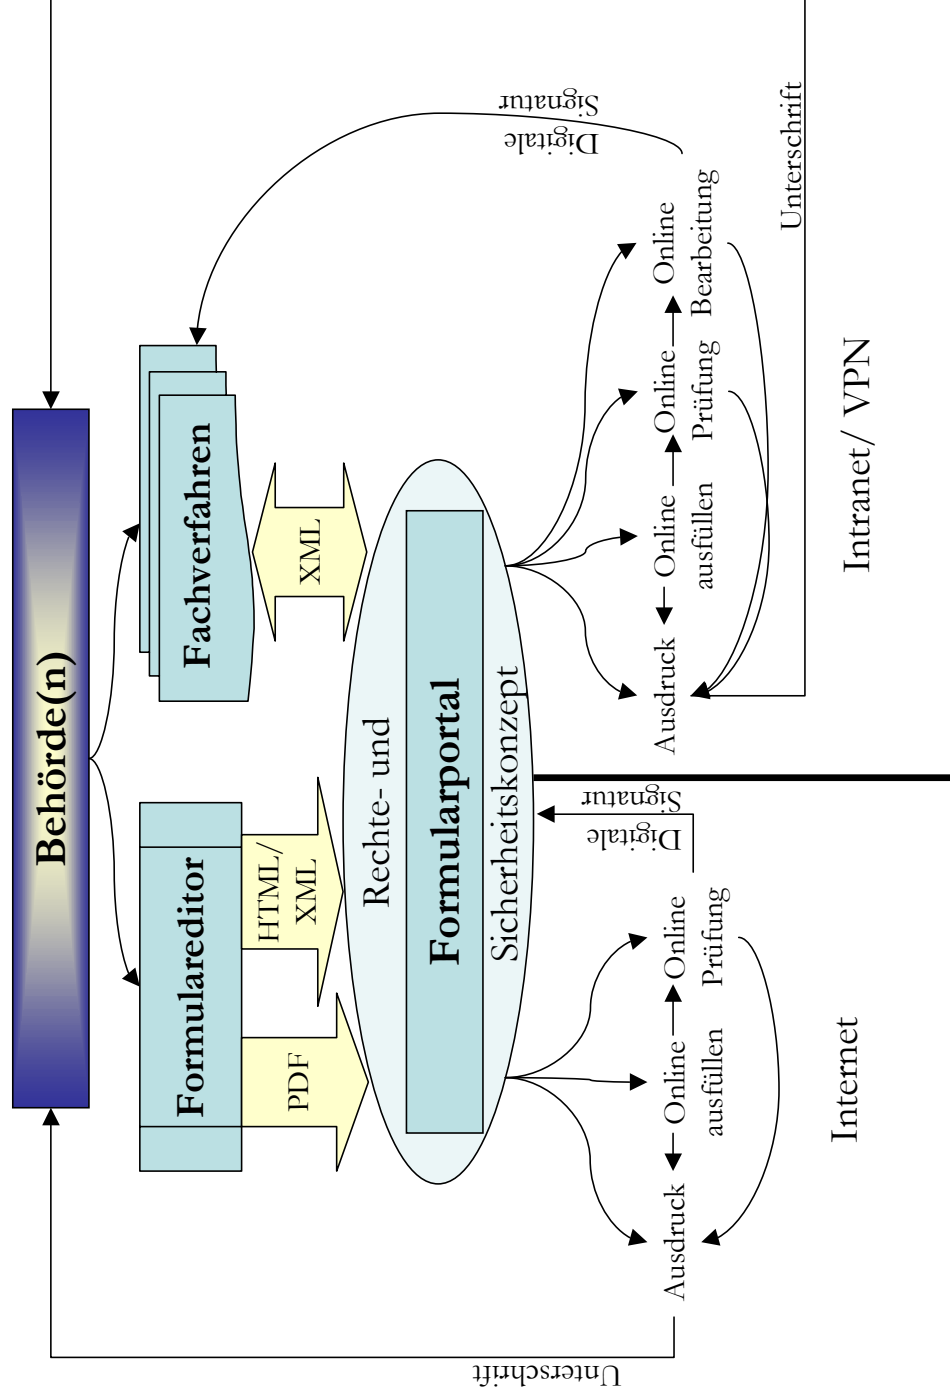 Behörde(n)
Formulareditor
Fachverfahren
PDF
HTML/
XML
XML
Rechte- und
Formularportal
Sicherheitskonzept
Unterschrift
Ausdruck
Online
ausfüllen
Online
Prüfung
Digitale
Signatur
Internet
Ausdruck
Online
ausfüllen
Online
Prüfung
Online
Bearbeitung
Digitale
Signatur
Unterschrift
Intranet/ VPN